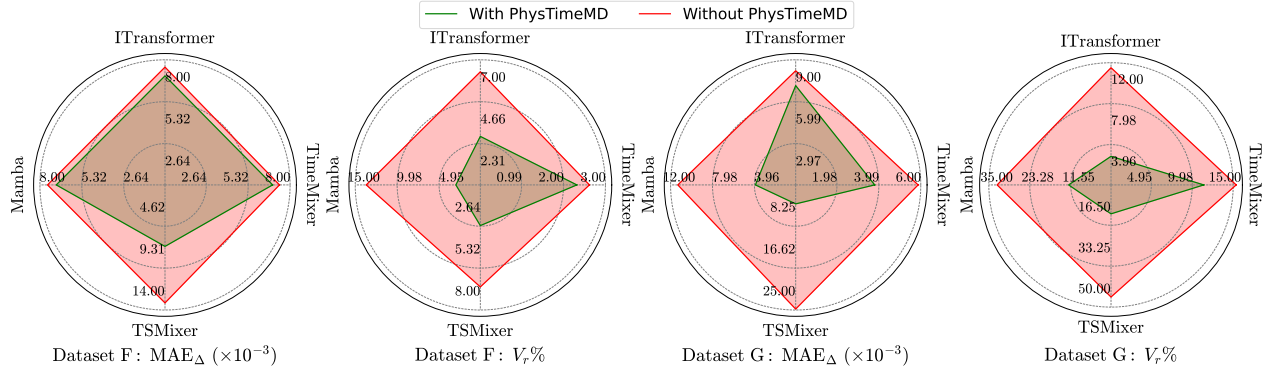 With PhysTimeMD Without PhysTimeMD
ITransformer
8.00
5.32
2.64
8.00 5.32 2.64 2.64 5.32 8.00
4.62
9.31
14.00
Mamba
TimeMixer
TSMixer
Dataset F: MAE_Δ (×10⁻³)
ITransformer
7.00
4.66
2.31
15.00 9.98 4.95 0.99 2.00 3.00
2.64
5.32
8.00
Mamba
TimeMixer
TSMixer
Dataset F: V_r%
ITransformer
9.00
5.99
2.97
12.00 7.98 3.96 1.98 3.99 6.00
8.25
16.62
25.00
Mamba
TimeMixer
TSMixer
Dataset G: MAE_Δ (×10⁻³)
ITransformer
12.00
7.98
3.96
35.00 23.28 11.55 4.95 9.98 15.00
16.50
33.25
50.00
Mamba
TimeMixer
TSMixer
Dataset G: V_r%